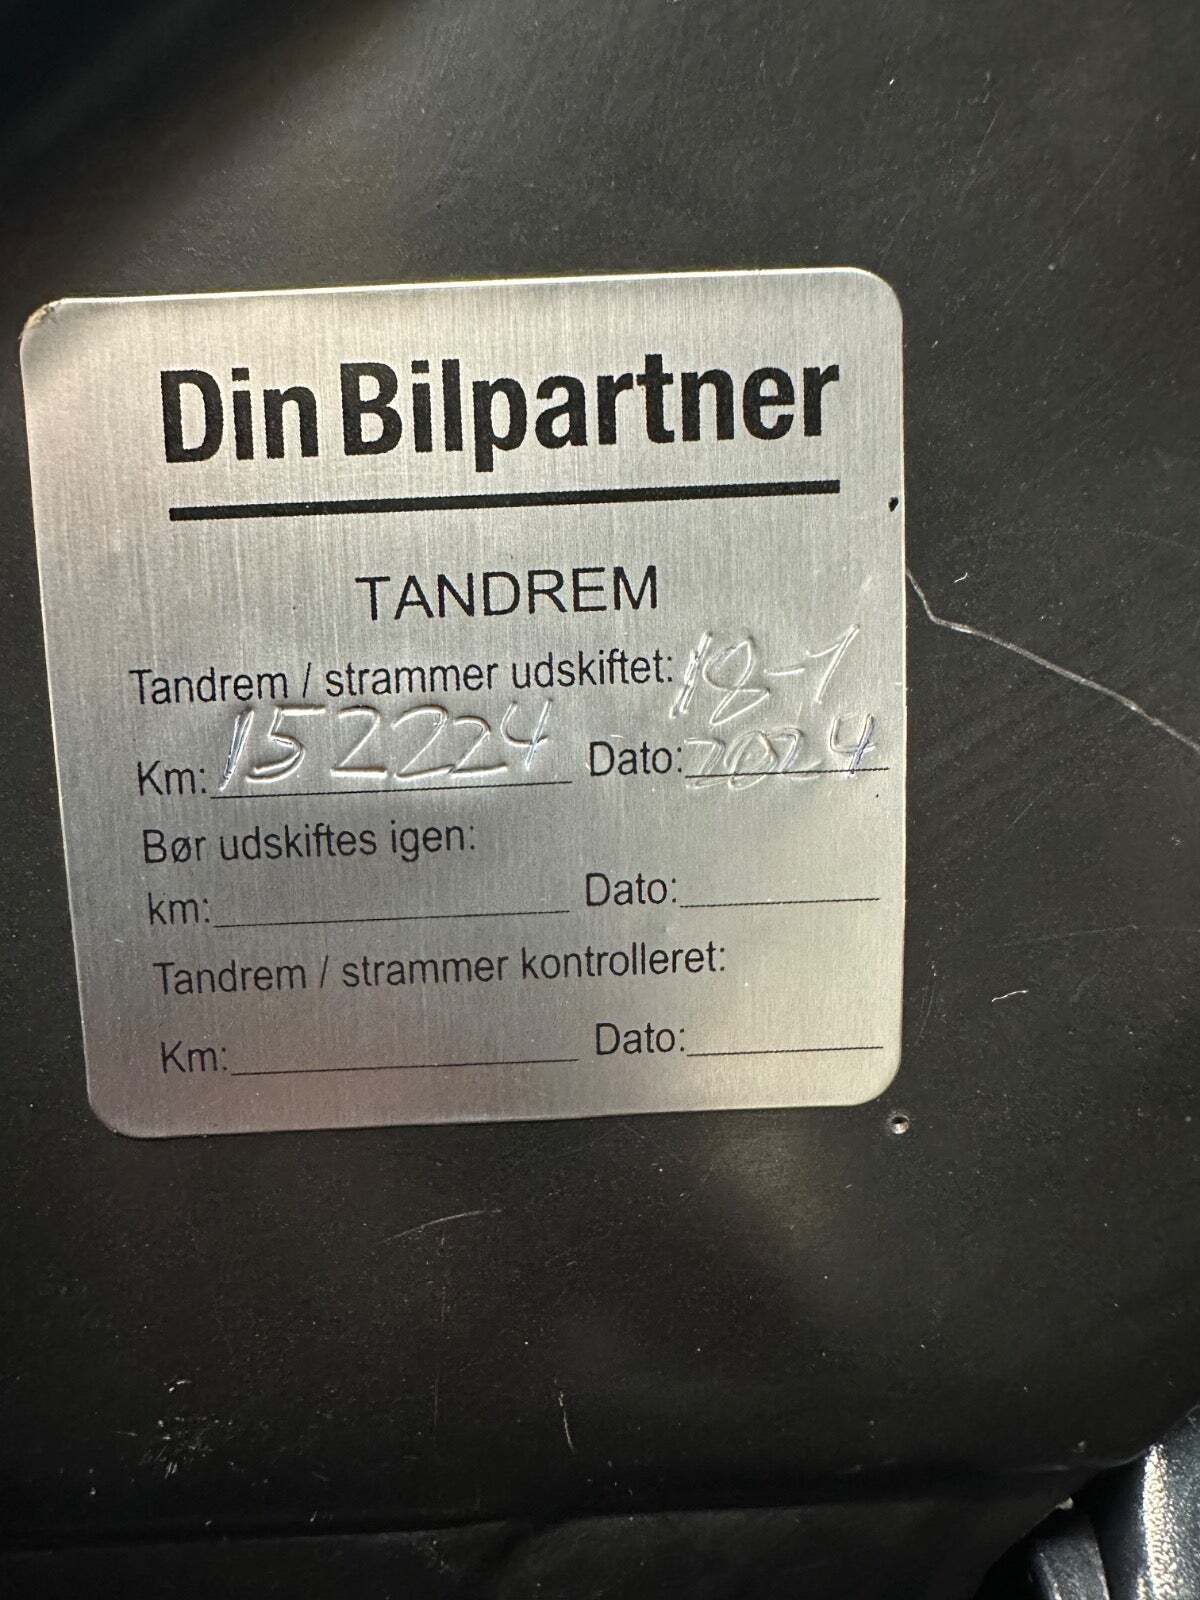 Din Bilpartner
TANDREM
Tandrem / strammer udskiftet: 18-1
Km: 152224 Dato: 2024
Bør udskiftes igen:
km: Dato:
Tandrem / strammer kontrolleret:
Km: Dato: